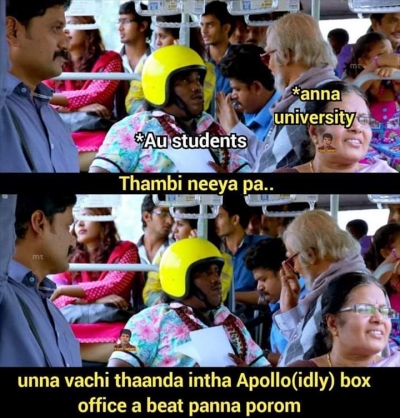 *anna
university
*Au students
Thambi neeya pa..
unna vachi thaanda intha Apollo(idly) box
office a beat panna porom